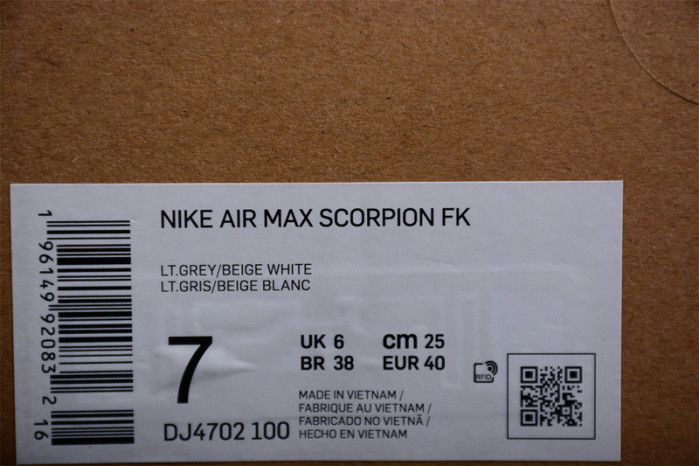 NIKE AIR MAX SCORPION FK
LT.GREY/BEIGE WHITE
LT.GRIS/BEIGE BLANC
7
UK 6 cm 25
BR 38 EUR 40
RFID
MADE IN VIETNAM /
FABRIQUE AU VIETNAM /
FABRICADO NO VIETNÃ /
HECHO EN VIETNAM
DJ4702 100
1 96149 92083 2
16